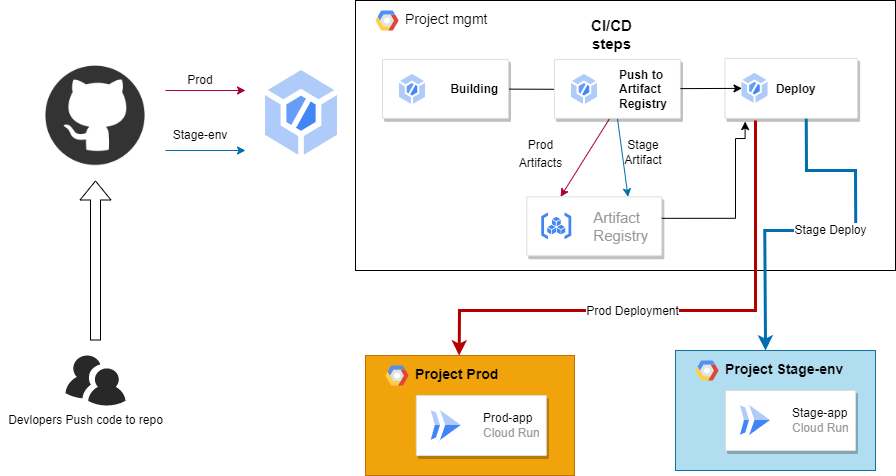 Project mgmt
CI/CD
steps
Prod
Stage-env
Building
Push to
Artifact
Registry
Deploy
Prod
Artifacts
Stage
Artifact
Artifact
Registry
Stage Deploy
Prod Deployment
Project Prod
Prod-app
Cloud Run
Project Stage-env
Stage-app
Cloud Run
Devlopers Push code to repo